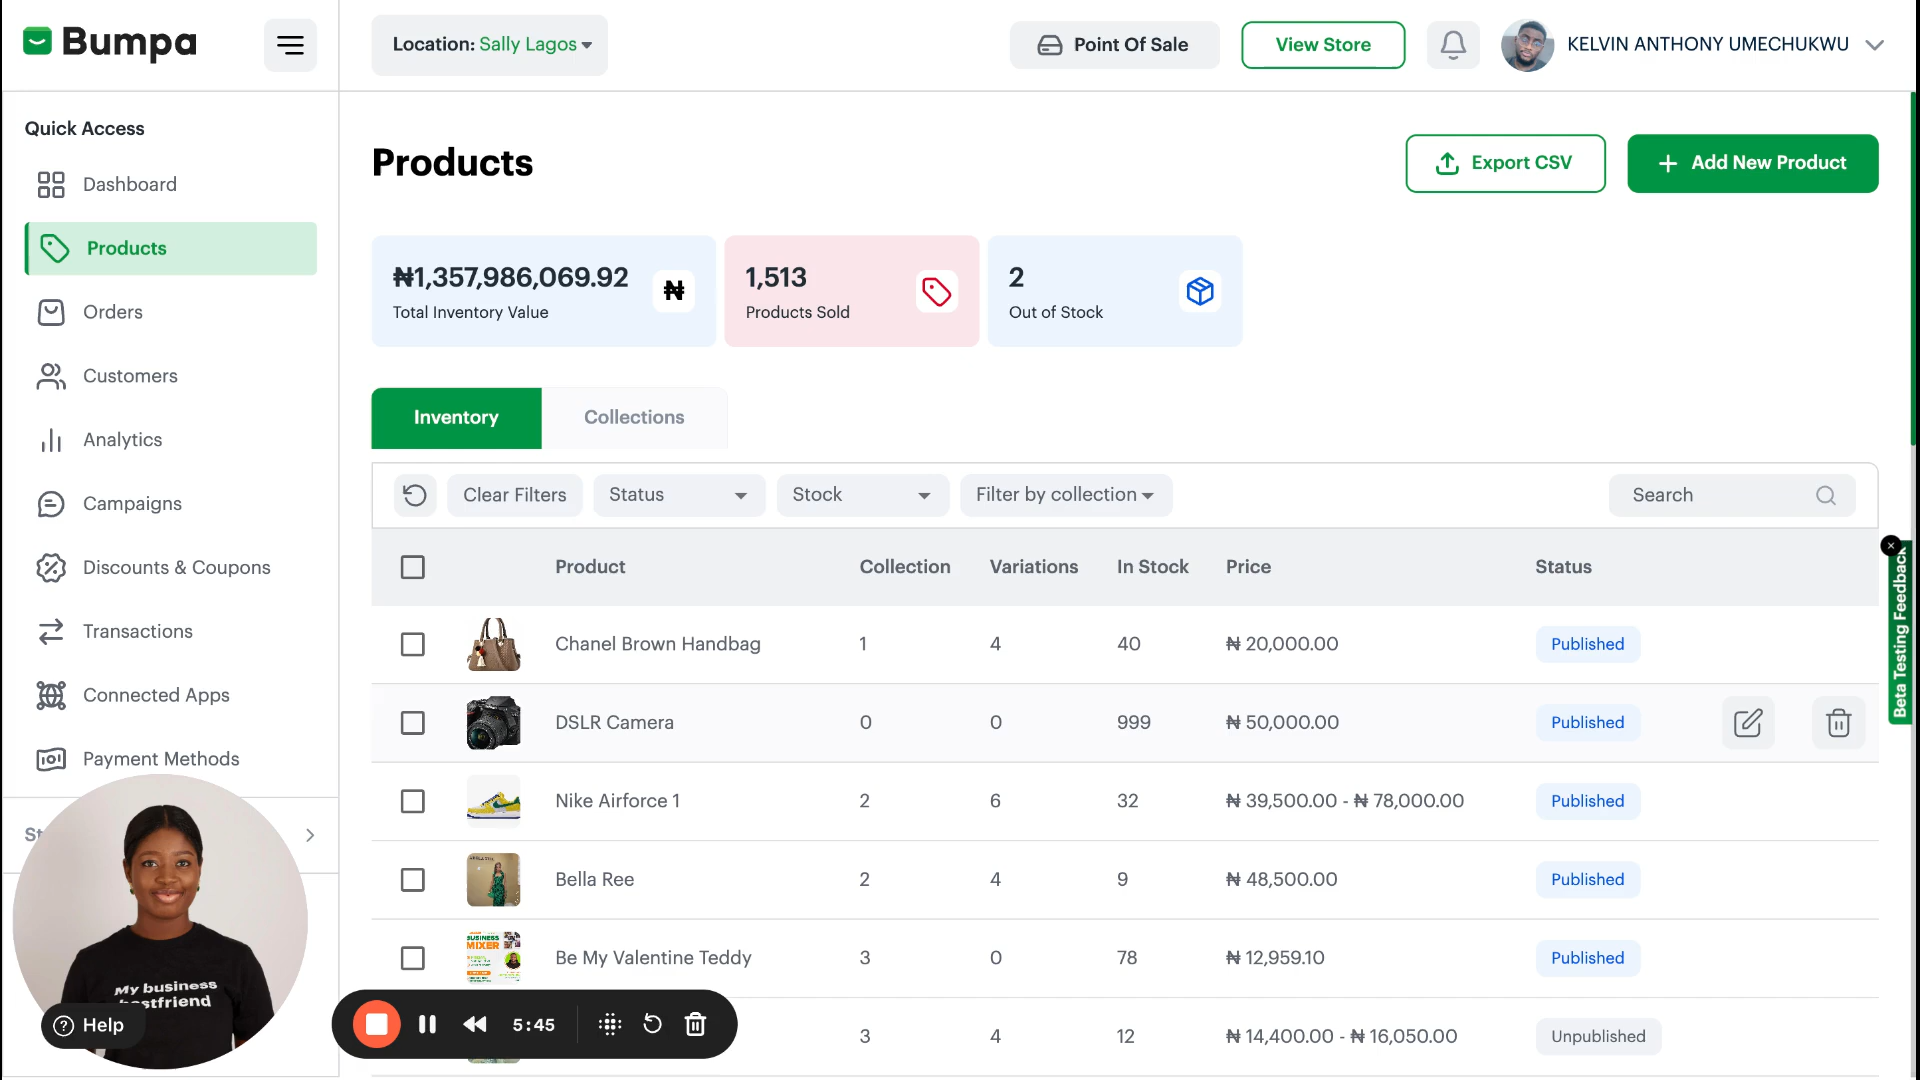 Bumpa
Location: Sally Lagos
Point Of Sale
View Store
KELVIN ANTHONY UMECHUKWU
Quick Access
Dashboard
Products
Orders
Customers
Analytics
Campaigns
Discounts & Coupons
Transactions
Connected Apps
Payment Methods
St
My business
bestfriend
Help
Products
Export CSV
Add New Product
₦1,357,986,069.92
Total Inventory Value
₦
1,513
Products Sold
2
Out of Stock
Inventory
Collections
Clear Filters
Status
Stock
Filter by collection
Search
Product Collection Variations In Stock Price Status
Chanel Brown Handbag 1 4 40 ₦ 20,000.00 Published
DSLR Camera 0 0 999 ₦ 50,000.00 Published
Nike Airforce 1 2 6 32 ₦ 39,500.00 - ₦ 78,000.00 Published
Bella Ree 2 4 9 ₦ 48,500.00 Published
BUSINESS
MIXER
Be My Valentine Teddy 3 0 78 ₦ 12,959.10 Published
3 4 12 ₦ 14,400.00 - ₦ 16,050.00 Unpublished
5:45
Beta Testing Feedback